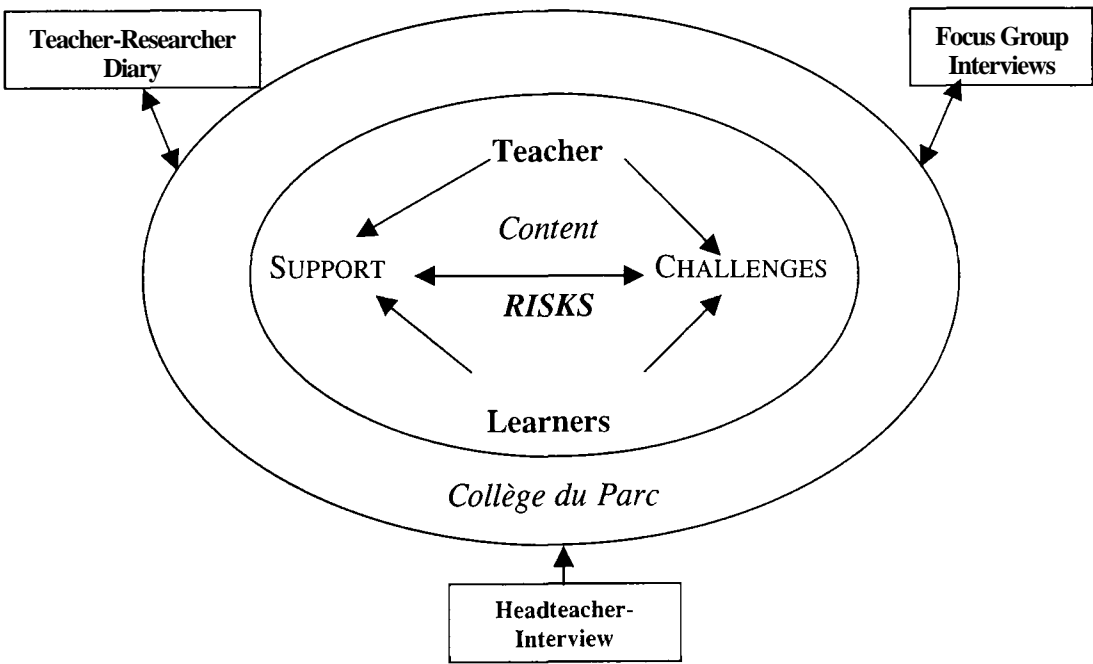 Teacher-Researcher
Diary
Focus Group
Interviews
Teacher
Content
SUPPORT
CHALLENGES
RISKS
Learners
Collège du Parc
Headteacher-
Interview